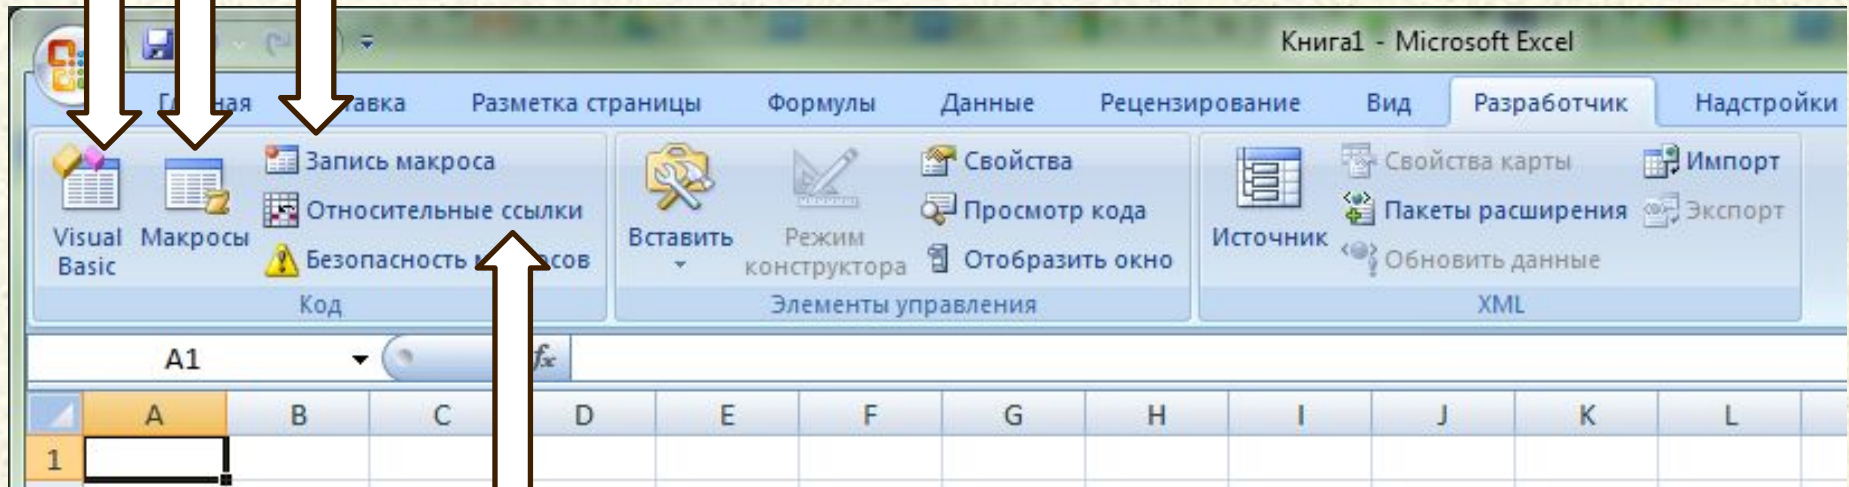 Книга1 - Microsoft Excel
Разметка страницы Формулы Данные Рецензирование Вид Разработчик Надстройки
Visual Basic
Макросы
Запись макроса
Относительные ссылки
Безопасность
Код
Вставить
Режим
конструктора
Свойства
Просмотр кода
Отобразить окно
Элементы управления
Источник
Свойства карты
Пакеты расширения
Обновить данные
Импорт
Экспорт
XML
A1 fx
A B C D E F G H I J K L
1